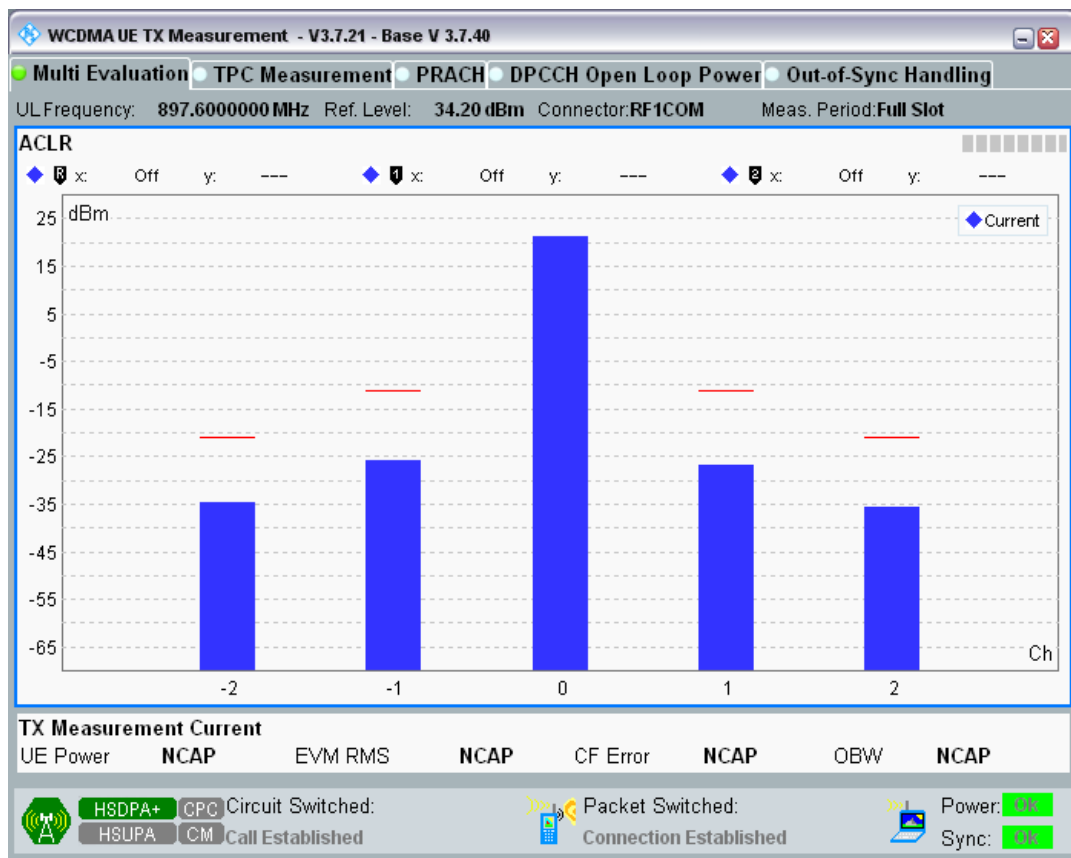 WCDMA UE TX Measurement - V3.7.21 - Base V 3.7.40
Multi Evaluation TPC Measurement PRACH DPCCH Open Loop Power Out-of-Sync Handling
UL Frequency: 897.6000000 MHz Ref. Level: 34.20 dBm Connector:RF1COM Meas. Period:Full Slot
ACLR
R x: Off y: --- 1 x: Off y: --- 2 x: Off y: ---
25 dBm
Current
15
5
-5
-15
-25
-35
-45
-55
-65
Ch
-2 -1 0 1 2
TX Measurement Current
UE Power NCAP EVM RMS NCAP CF Error NCAP OBW NCAP
HSDPA+ CPC Circuit Switched: Packet Switched: Power: Ok
HSUPA CM Call Established Connection Established Sync: Ok